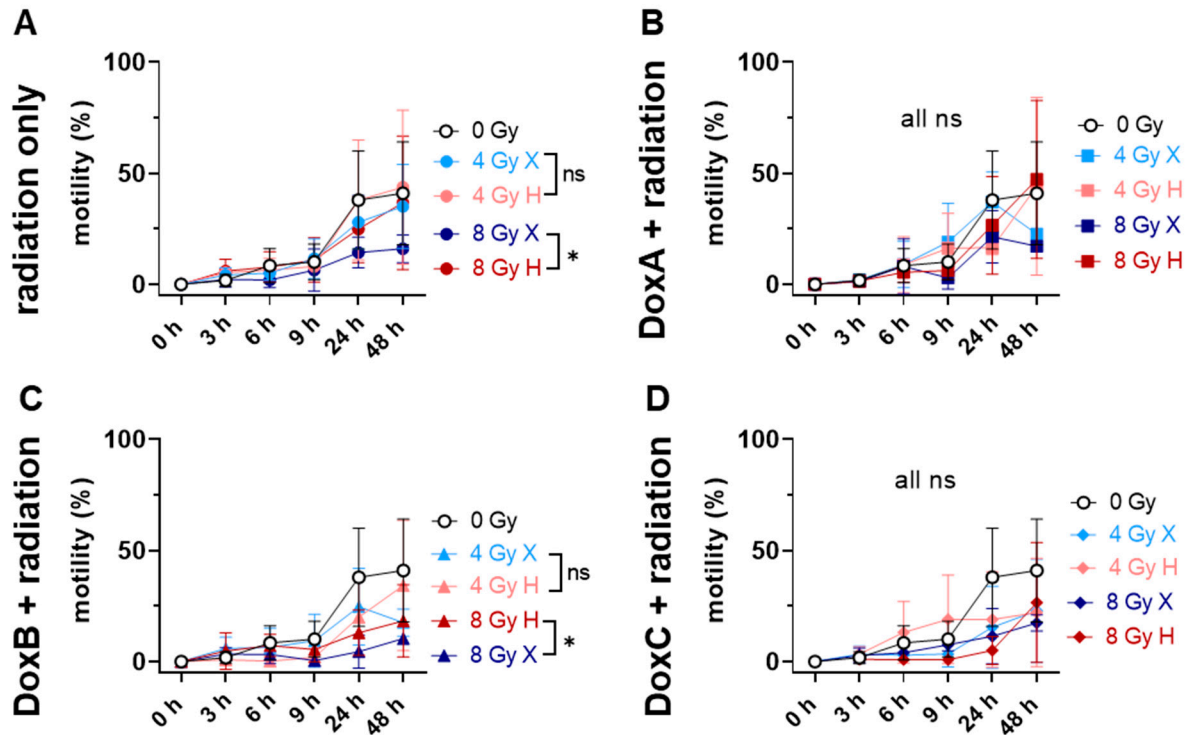 A
radiation only
motility (%)
100
50
0
0 h
3 h
6 h
9 h
24 h
48 h
0 Gy
4 Gy X
4 Gy H
8 Gy X
8 Gy H
ns
*
B
DoxA + radiation
motility (%)
100
50
0
all ns
0 h
3 h
6 h
9 h
24 h
48 h
0 Gy
4 Gy X
4 Gy H
8 Gy X
8 Gy H
C
DoxB + radiation
motility (%)
100
50
0
0 h
3 h
6 h
9 h
24 h
48 h
0 Gy
4 Gy X
4 Gy H
8 Gy H
8 Gy X
ns
*
D
DoxC + radiation
motility (%)
100
50
0
all ns
0 h
3 h
6 h
9 h
24 h
48 h
0 Gy
4 Gy X
4 Gy H
8 Gy X
8 Gy H